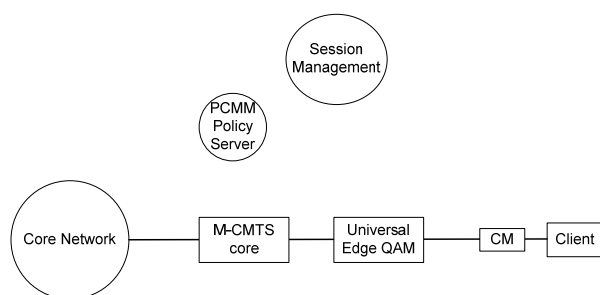 Session
Management
PCMM
Policy
Server
Core Network
M-CMTS
core
Universal
Edge QAM
CM
Client